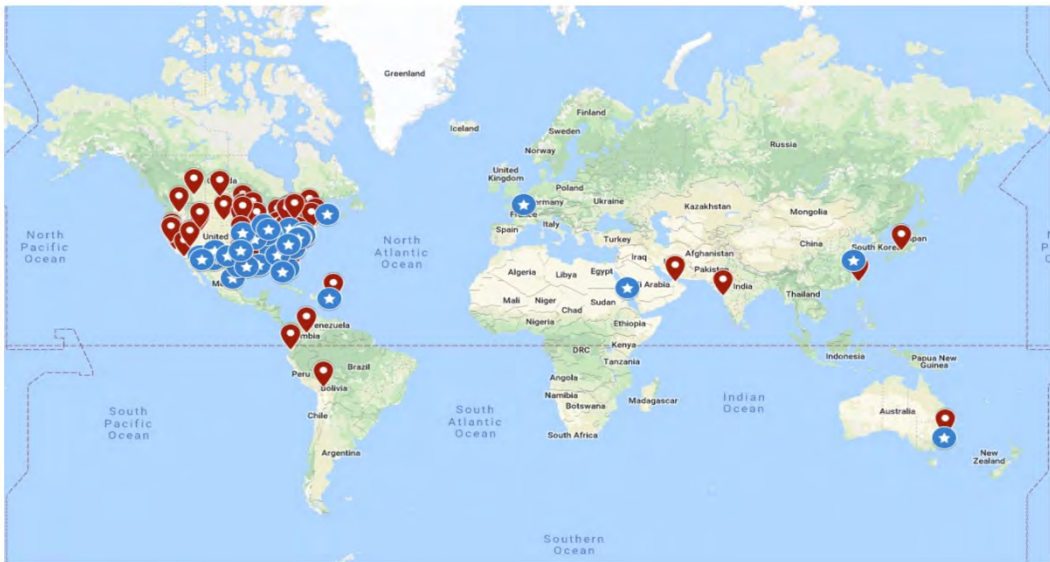 Greenland
Iceland
Finland
Sweden
Norway
Russia
United
Kingdom
Poland
Ukraine
Kazakhstan
Mongolia
Italy
Spain
Turkey
Afghanistan
China
South Korea
North
Pacific
Ocean
United
North
Atlantic
Ocean
Iraq
Pakistan
Algeria
Libya
Egypt
India
Thailand
Mali
Niger
Chad
Sudan
Nigeria
Ethiopia
Kenya
DRC
Tanzania
Indonesia
Papua New
Guinea
Peru
Brazil
Bolivia
Angola
Namibia
Botswana
Madagascar
Indian
Ocean
Australia
South
Pacific
Ocean
Chile
South
Atlantic
Ocean
South Africa
New
Zealand
Argentina
Southern
Ocean